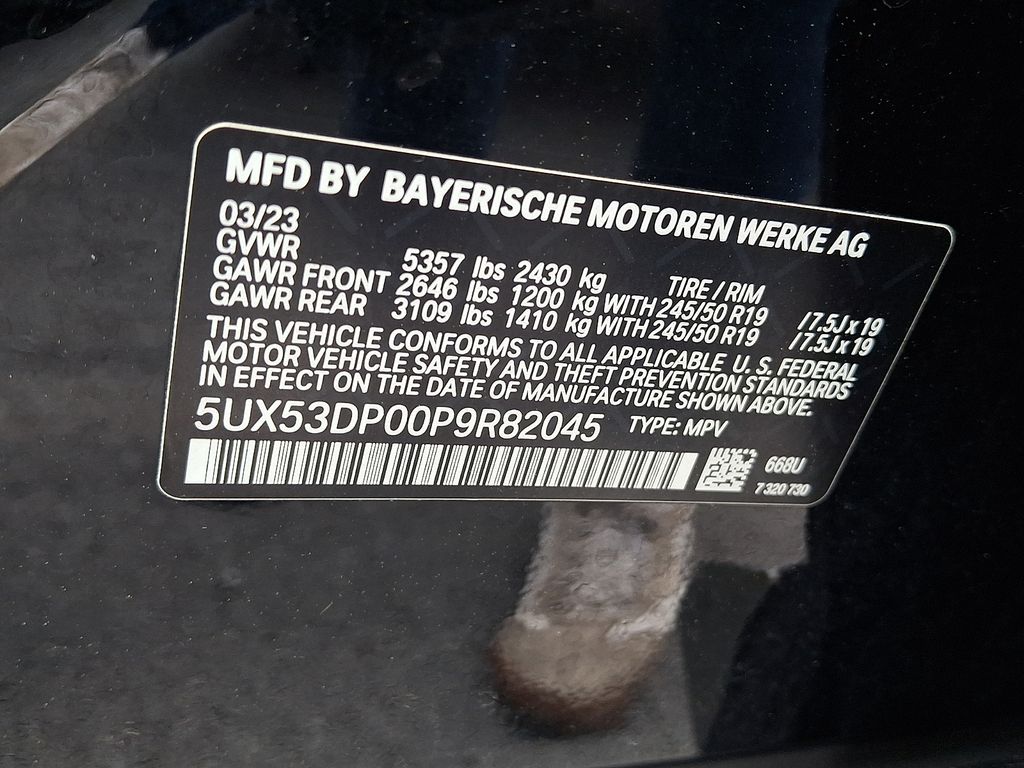 MFD BY BAYERISCHE MOTOREN WERKE AG
03/23
GVWR 5357 lbs 2430 kg TIRE / RIM
GAWR FRONT 2646 lbs 1200 kg WITH 245/50 R19 / 7.5J x 19
GAWR REAR 3109 lbs 1410 kg WITH 245/50 R19 / 7.5J x 19
THIS VEHICLE CONFORMS TO ALL APPLICABLE U. S. FEDERAL
MOTOR VEHICLE SAFETY AND THEFT PREVENTION STANDARDS
IN EFFECT ON THE DATE OF MANUFACTURE SHOWN ABOVE.
5UX53DP00P9R82045 TYPE: MPV
668U
7 320 730